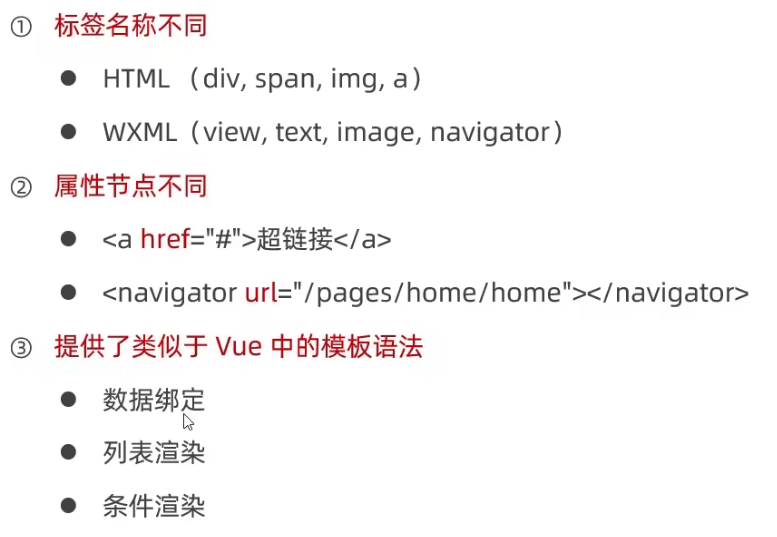 ① 标签名称不同
● HTML （div, span, img, a）
● WXML（view, text, image, navigator）
② 属性节点不同
● <a href="#">超链接</a>
● <navigator url="/pages/home/home"></navigator>
③ 提供了类似于 Vue 中的模板语法
● 数据绑定
● 列表渲染
● 条件渲染